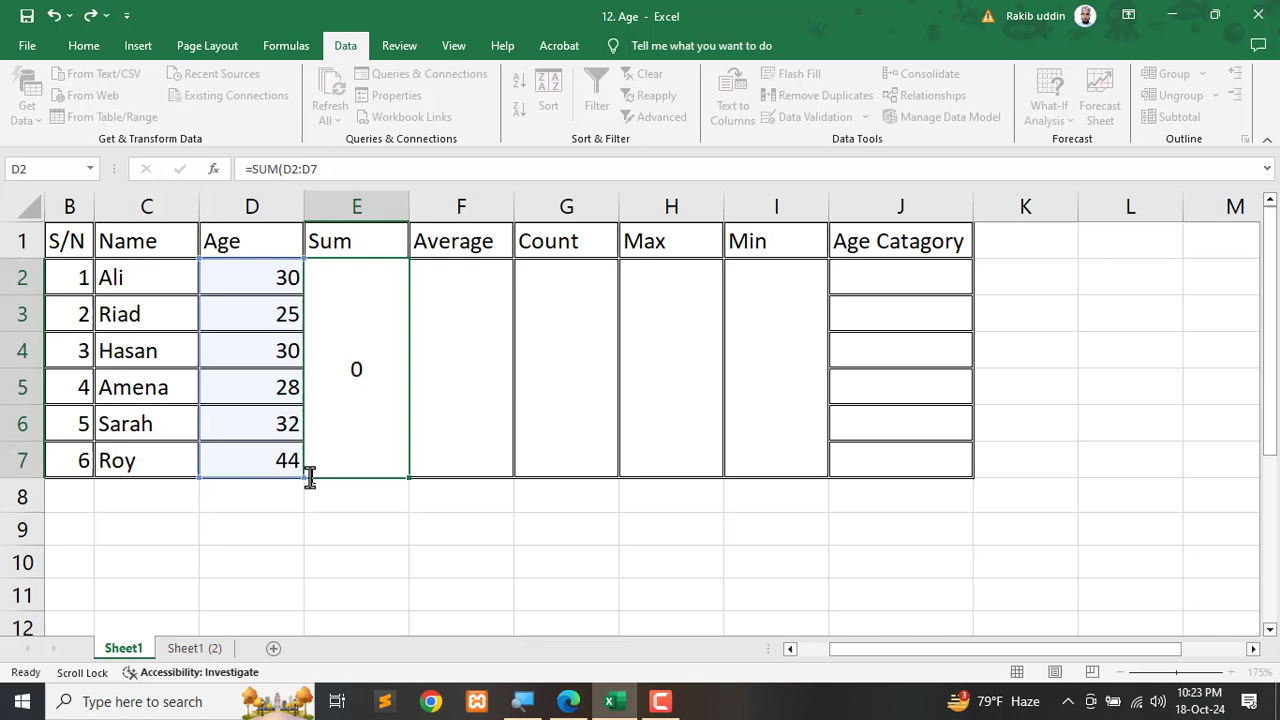 12. Age - Excel
Rakib uddin
File Home Insert Page Layout Formulas Data Review View Help Acrobat Tell me what you want to do
Get Data
From Text/CSV
From Web
From Table/Range
Recent Sources
Existing Connections
Get & Transform Data
Refresh All
Queries & Connections
Properties
Workbook Links
Queries & Connections
Sort
Filter
Clear
Reapply
Advanced
Sort & Filter
Text to Columns
Flash Fill
Remove Duplicates
Data Validation
Consolidate
Relationships
Manage Data Model
Data Tools
What-If Analysis
Forecast Sheet
Forecast
Group
Ungroup
Subtotal
Outline
D2 fx =SUM(D2:D7
B C D E F G H I J K L M
1 S/N Name Age Sum Average Count Max Min Age Catagory
2 1 Ali 30
3 2 Riad 25
4 3 Hasan 30
0
5 4 Amena 28
6 5 Sarah 32
7 6 Roy 44
8
9
10
11
12
Sheet1 Sheet1 (2)
Ready Scroll Lock Accessibility: Investigate 175%
Type here to search
3 79°F Haze
10:23 PM
18-Oct-24